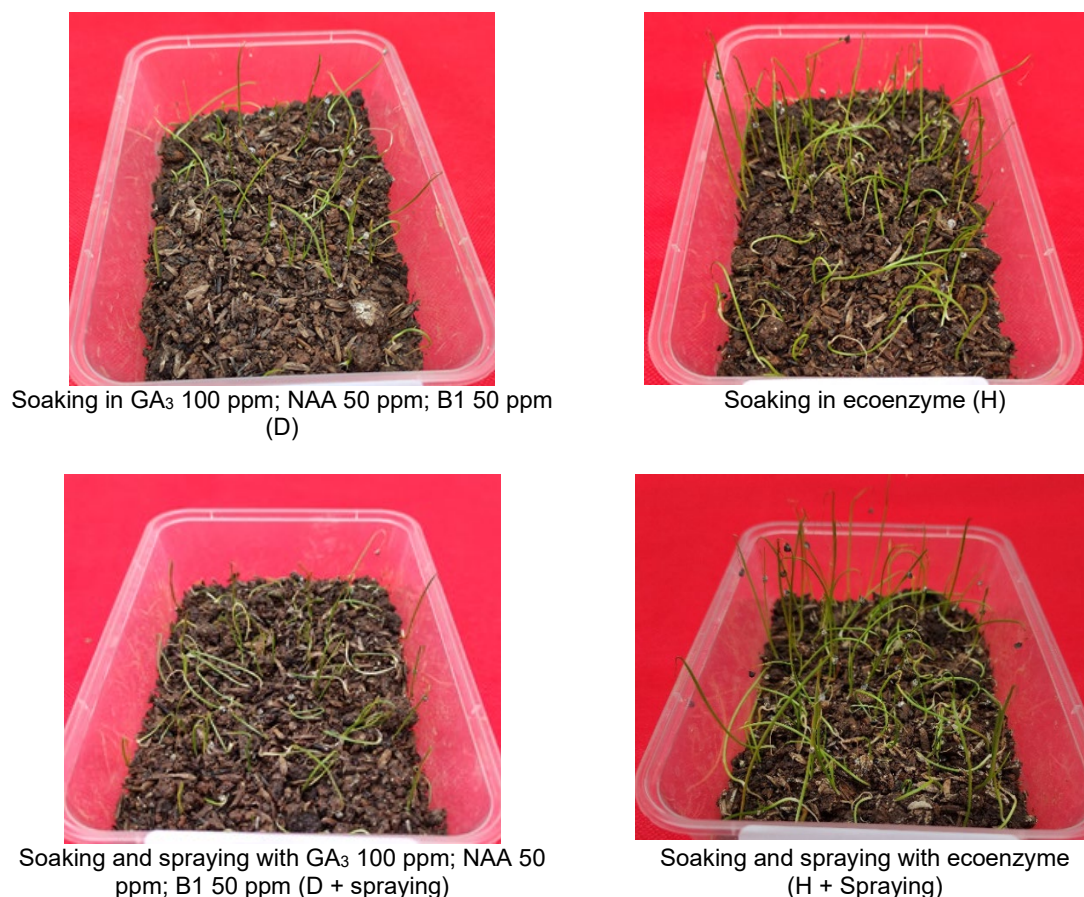 Soaking in GA₃ 100 ppm; NAA 50 ppm; B1 50 ppm
(D)
Soaking in ecoenzyme (H)
Soaking and spraying with GA₃ 100 ppm; NAA 50
ppm; B1 50 ppm (D + spraying)
Soaking and spraying with ecoenzyme
(H + Spraying)